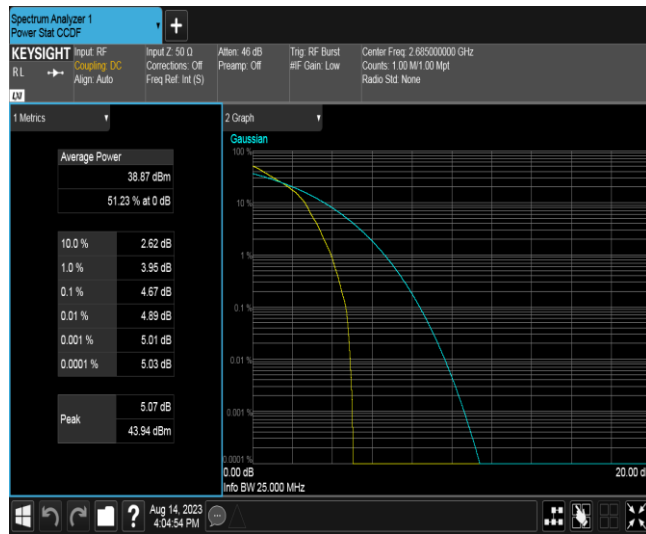 Spectrum Analyzer 1
Power Stat CCDF
+
KEYSIGHT
RL
LXI
Input: RF
Coupling: DC
Align: Auto
Input Z: 50 Ω
Corrections: Off
Freq Ref: Int (S)
Atten: 46 dB
Preamp: Off
Trig: RF Burst
#IF Gain: Low
Center Freq: 2.685000000 GHz
Counts: 1.00 M/1.00 Mpt
Radio Std: None
1 Metrics
Average Power
38.87 dBm
51.23 % at 0 dB
10.0 % 2.62 dB
1.0 % 3.95 dB
0.1 % 4.67 dB
0.01 % 4.89 dB
0.001 % 5.01 dB
0.0001 % 5.03 dB
Peak
5.07 dB
43.94 dBm
2 Graph
Gaussian
100 %
10 %
1 %
0.1 %
0.01 %
0.001 %
0.0001 %
0.00 dB
20.00 d
Info BW 25.000 MHz
?
Aug 14, 2023
4:04:54 PM